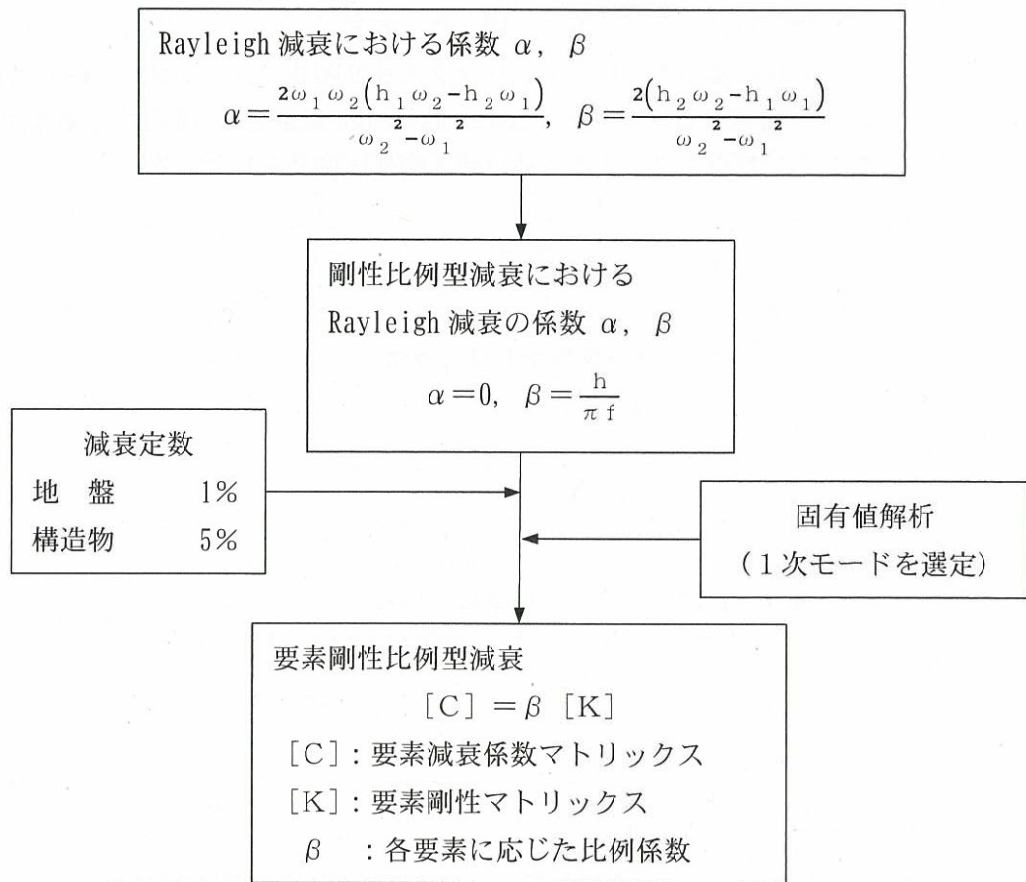 Rayleigh 減衰における係数 α, β
α=2ω₁ω₂(h₁ω₂−h₂ω₁)/(ω₂²−ω₁²), β=2(h₂ω₂−h₁ω₁)/(ω₂²−ω₁²)
剛性比例型減衰における
Rayleigh 減衰の係数 α, β
α=0, β=h/(πf)
減衰定数
地 盤 1%
構造物 5%
固有値解析
(1次モードを選定)
要素剛性比例型減衰
[C]=β [K]
[C]:要素減衰係数マトリックス
[K]:要素剛性マトリックス
β :各要素に応じた比例係数